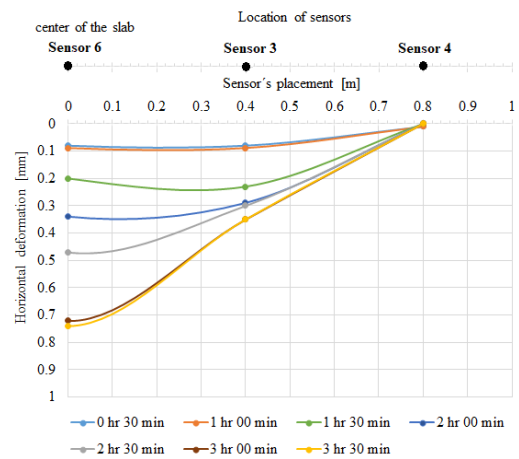 Location of sensors
center of the slab
Sensor 6 Sensor 3 Sensor 4
Sensor´s placement [m]
0 0.1 0.2 0.3 0.4 0.5 0.6 0.7 0.8 0.9 1
0
0.1
0.2
0.3
0.4
0.5
0.6
0.7
0.8
0.9
1
Horizontal deformation [mm]
0 hr 30 min 1 hr 00 min 1 hr 30 min 2 hr 00 min
2 hr 30 min 3 hr 00 min 3 hr 30 min